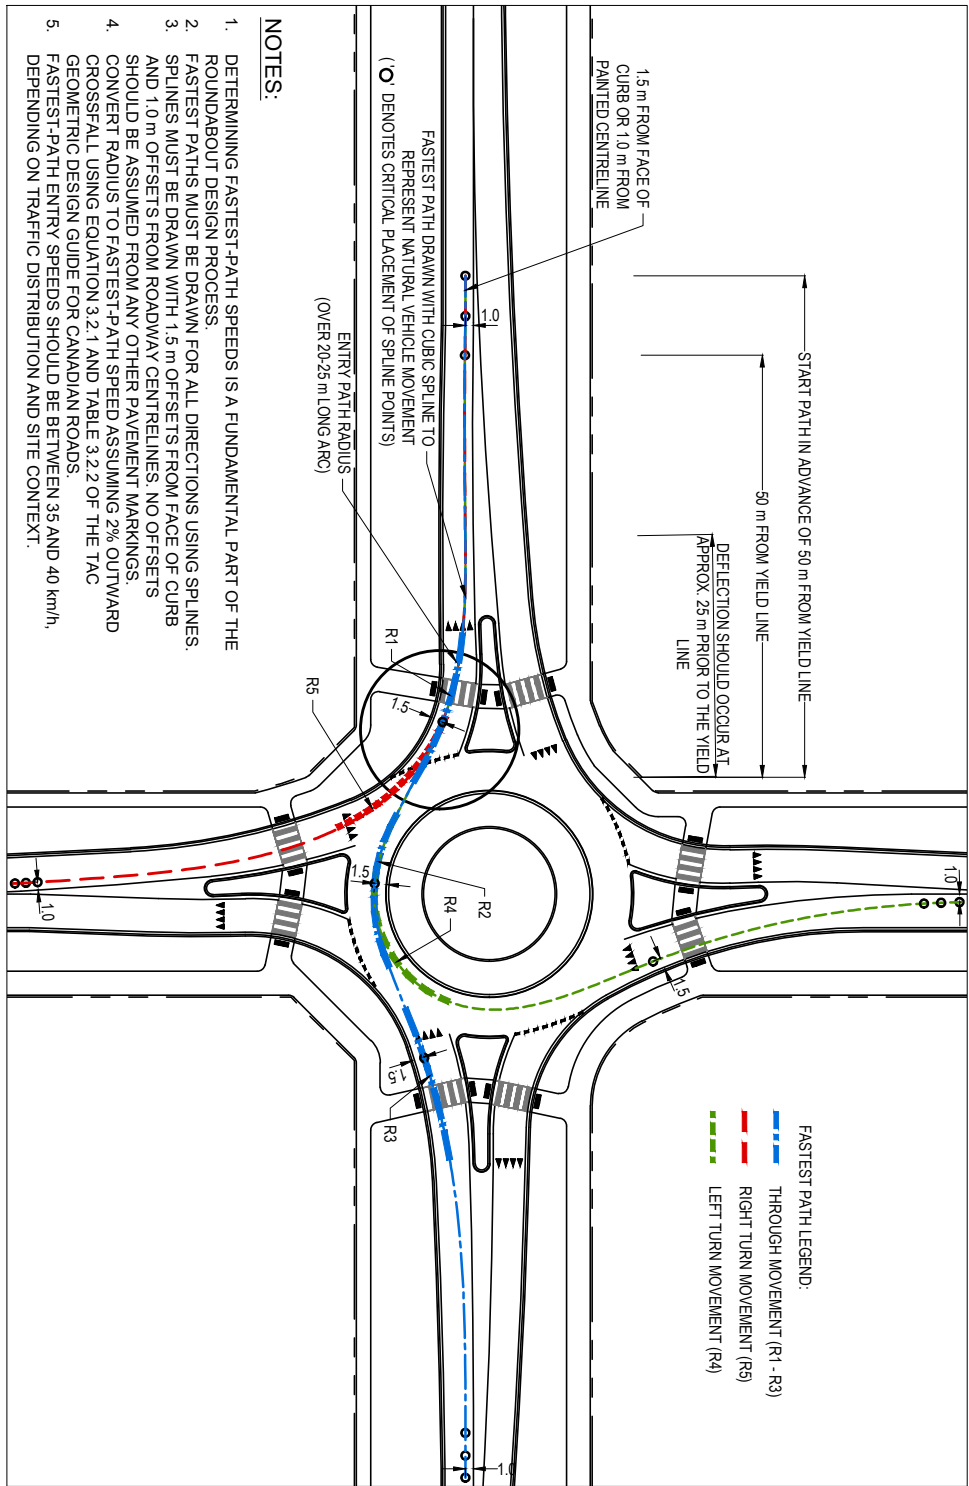 START PATH IN ADVANCE OF 50 m FROM YIELD LINE
50 m FROM YIELD LINE
DEFLECTION SHOULD OCCUR AT
APPROX. 25 m PRIOR TO THE YIELD
LINE
1.5 m FROM FACE OF
CURB OR 1.0 m FROM
PAINTED CENTRELINE
1.0
FASTEST PATH DRAWN WITH CUBIC SPLINE TO
REPRESENT NATURAL VEHICLE MOVEMENT
('O' DENOTES CRITICAL PLACEMENT OF SPLINE POINTS)
ENTRY PATH RADIUS
(OVER 20-25 m LONG ARC)
R1
1.5
R5
1.0
1.5
R2
R4
1.0
1.5
1.5
R3
1.0
FASTEST PATH LEGEND:
THROUGH MOVEMENT (R1 - R3)
RIGHT TURN MOVEMENT (R5)
LEFT TURN MOVEMENT (R4)
NOTES:
1. DETERMINING FASTEST-PATH SPEEDS IS A FUNDAMENTAL PART OF THE
ROUNDABOUT DESIGN PROCESS.
2. FASTEST PATHS MUST BE DRAWN FOR ALL DIRECTIONS USING SPLINES.
3. SPLINES MUST BE DRAWN WITH 1.5 m OFFSETS FROM FACE OF CURB
AND 1.0 m OFFSETS FROM ROADWAY CENTRELINES. NO OFFSETS
SHOULD BE ASSUMED FROM ANY OTHER PAVEMENT MARKINGS.
4. CONVERT RADIUS TO FASTEST-PATH SPEED ASSUMING 2% OUTWARD
CROSSFALL USING EQUATION 3.2.1 AND TABLE 3.2.2 OF THE TAC
GEOMETRIC DESIGN GUIDE FOR CANADIAN ROADS.
5. FASTEST-PATH ENTRY SPEEDS SHOULD BE BETWEEN 35 AND 40 km/h,
DEPENDING ON TRAFFIC DISTRIBUTION AND SITE CONTEXT.